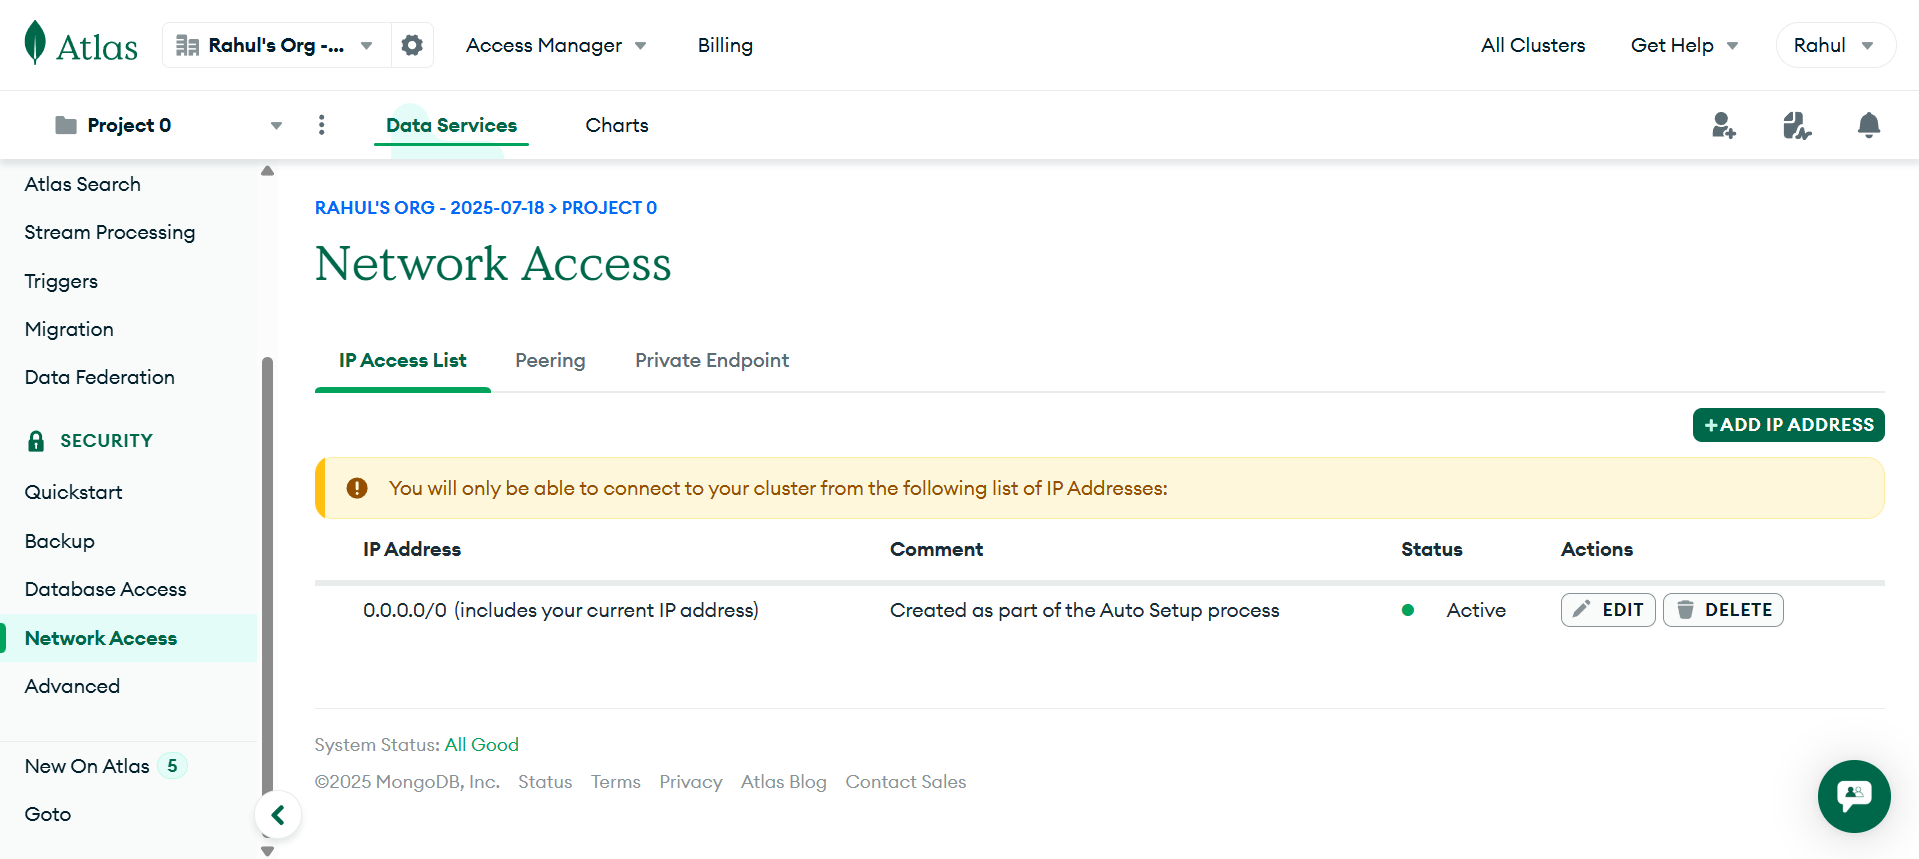 Atlas
Rahul's Org -...
Access Manager
Billing
All Clusters
Get Help
Rahul
Project 0
Data Services
Charts
Atlas Search
Stream Processing
Triggers
Migration
Data Federation
SECURITY
Quickstart
Backup
Database Access
Network Access
Advanced
New On Atlas 5
Goto
RAHUL'S ORG - 2025-07-18 > PROJECT 0
Network Access
IP Access List
Peering
Private Endpoint
+ADD IP ADDRESS
You will only be able to connect to your cluster from the following list of IP Addresses:
IP Address Comment Status Actions
0.0.0.0/0 (includes your current IP address) Created as part of the Auto Setup process Active EDIT DELETE
System Status: All Good
©2025 MongoDB, Inc. Status Terms Privacy Atlas Blog Contact Sales